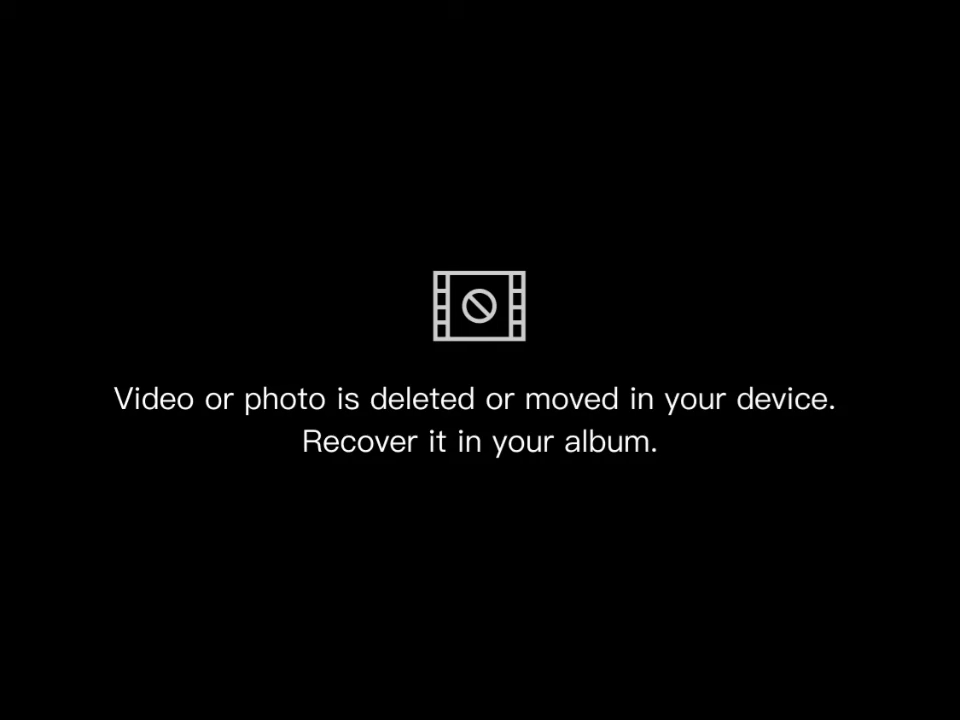 Video or photo is deleted or moved in your device.
Recover it in your album.